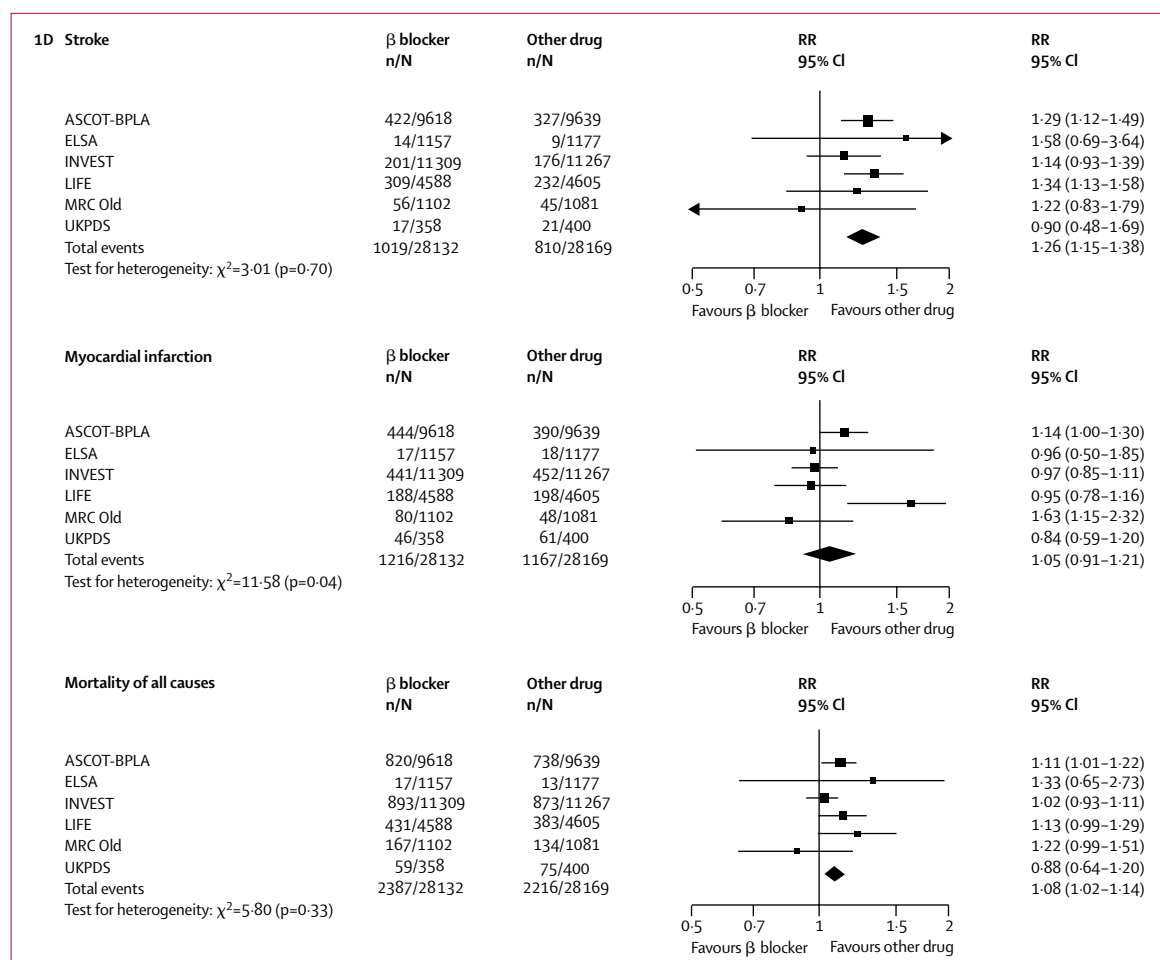 1D Stroke β blocker Other drug RR RR
n/N n/N 95% CI 95% CI
ASCOT-BPLA 422/9618 327/9639 1·29 (1·12–1·49)
ELSA 14/1157 9/1177 1·58 (0·69–3·64)
INVEST 201/11309 176/11267 1·14 (0·93–1·39)
LIFE 309/4588 232/4605 1·34 (1·13–1·58)
MRC Old 56/1102 45/1081 1·22 (0·83–1·79)
UKPDS 17/358 21/400 0·90 (0·48–1·69)
Total events 1019/28132 810/28169 1·26 (1·15–1·38)
Test for heterogeneity: χ²=3·01 (p=0·70)
0·5 0·7 1 1·5 2
Favours β blocker Favours other drug
Myocardial infarction β blocker Other drug RR RR
n/N n/N 95% CI 95% CI
ASCOT-BPLA 444/9618 390/9639 1·14 (1·00–1·30)
ELSA 17/1157 18/1177 0·96 (0·50–1·85)
INVEST 441/11309 452/11267 0·97 (0·85–1·11)
LIFE 188/4588 198/4605 0·95 (0·78–1·16)
MRC Old 80/1102 48/1081 1·63 (1·15–2·32)
UKPDS 46/358 61/400 0·84 (0·59–1·20)
Total events 1216/28132 1167/28169 1·05 (0·91–1·21)
Test for heterogeneity: χ²=11·58 (p=0·04)
0·5 0·7 1 1·5 2
Favours β blocker Favours other drug
Mortality of all causes β blocker Other drug RR RR
n/N n/N 95% CI 95% CI
ASCOT-BPLA 820/9618 738/9639 1·11 (1·01–1·22)
ELSA 17/1157 13/1177 1·33 (0·65–2·73)
INVEST 893/11309 873/11267 1·02 (0·93–1·11)
LIFE 431/4588 383/4605 1·13 (0·99–1·29)
MRC Old 167/1102 134/1081 1·22 (0·99–1·51)
UKPDS 59/358 75/400 0·88 (0·64–1·20)
Total events 2387/28132 2216/28169 1·08 (1·02–1·14)
Test for heterogeneity: χ²=5·80 (p=0·33)
0·5 0·7 1 1·5 2
Favours β blocker Favours other drug